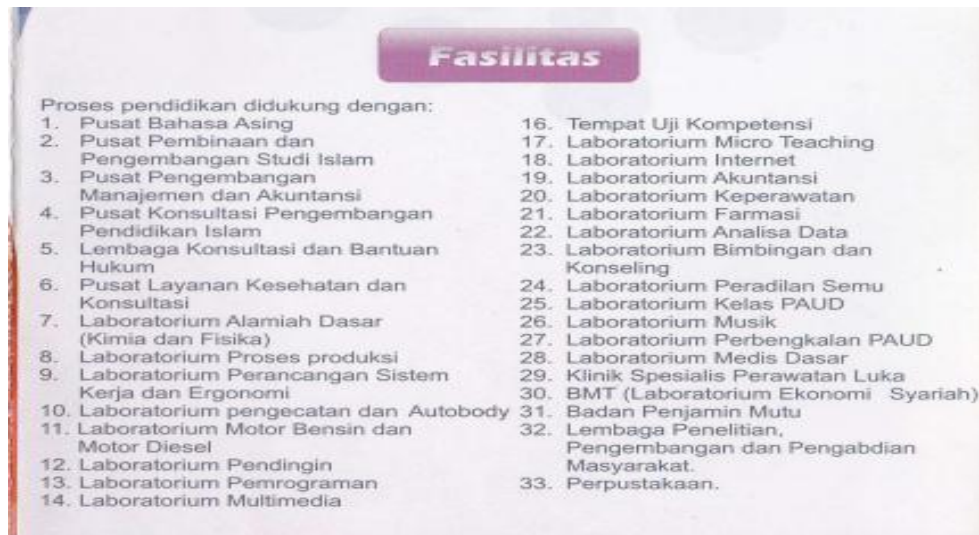 Fasilitas
Proses pendidikan didukung dengan:
1. Pusat Bahasa Asing
2. Pusat Pembinaan dan
Pengembangan Studi Islam
3. Pusat Pengembangan
Manajemen dan Akuntansi
4. Pusat Konsultasi Pengembangan
Pendidikan Islam
5. Lembaga Konsultasi dan Bantuan
Hukum
6. Pusat Layanan Kesehatan dan
Konsultasi
7. Laboratorium Alamiah Dasar
(Kimia dan Fisika)
8. Laboratorium Proses produksi
9. Laboratorium Perancangan Sistem
Kerja dan Ergonomi
10. Laboratorium pengecatan dan Autobody
11. Laboratorium Motor Bensin dan
Motor Diesel
12. Laboratorium Pendingin
13. Laboratorium Pemrograman
14. Laboratorium Multimedia
16. Tempat Uji Kompetensi
17. Laboratorium Micro Teaching
18. Laboratorium Internet
19. Laboratorium Akuntansi
20. Laboratorium Keperawatan
21. Laboratorium Farmasi
22. Laboratorium Analisa Data
23. Laboratorium Bimbingan dan
Konseling
24. Laboratorium Peradilan Semu
25. Laboratorium Kelas PAUD
26. Laboratorium Musik
27. Laboratorium Perbengkalan PAUD
28. Laboratorium Medis Dasar
29. Klinik Spesialis Perawatan Luka
30. BMT (Laboratorium Ekonomi Syariah)
31. Badan Penjamin Mutu
32. Lembaga Penelitian,
Pengembangan dan Pengabdian
Masyarakat.
33. Perpustakaan.